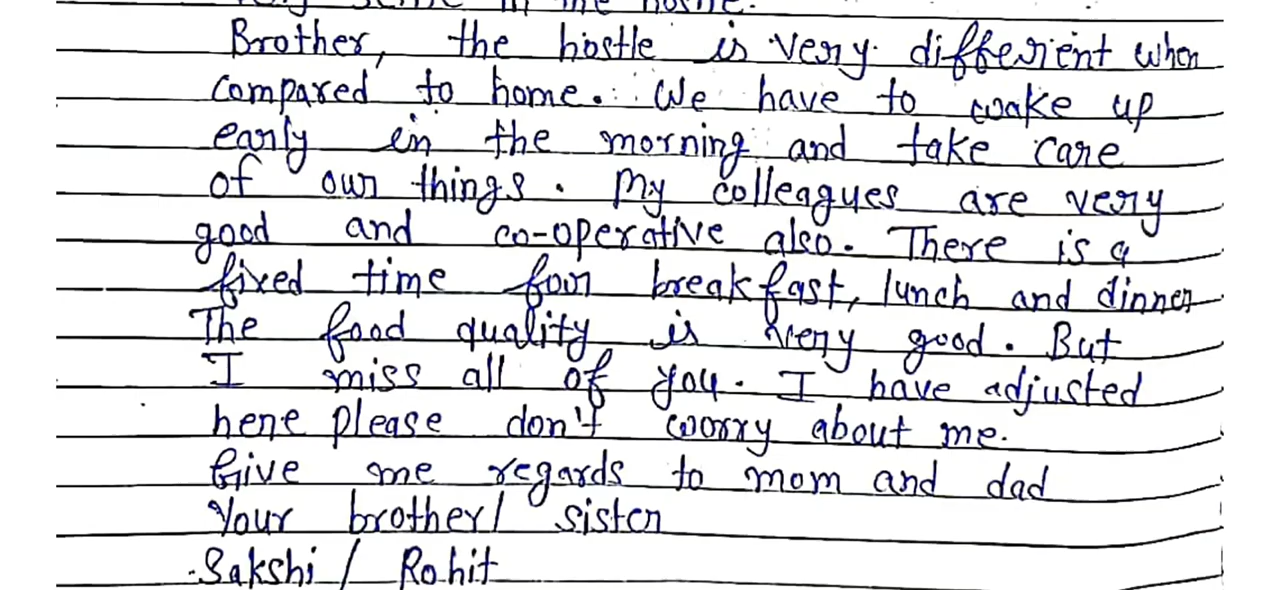 Brother, the hostle is very different when
compared to home. We have to wake up
early in the morning and take care
of our things. My colleagues are very
good and co-operative also. There is a
fixed time for breakfast, lunch and dinner
The food quality is very good. But
I miss all of you. I have adjusted
here please don't worry about me.
Give me regards to mom and dad
Your brother/ sister
Sakshi / Rohit